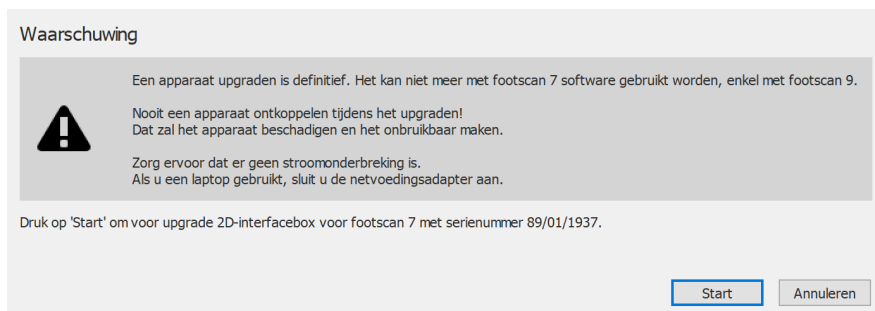 Waarschuwing
Een apparaat upgraden is definitief. Het kan niet meer met footscan 7 software gebruikt worden, enkel met footscan 9.
Nooit een apparaat ontkoppelen tijdens het upgraden!
Dat zal het apparaat beschadigen en het onbruikbaar maken.
Zorg ervoor dat er geen stroomonderbreking is.
Als u een laptop gebruikt, sluit u de netvoedingsadapter aan.
Druk op 'Start' om voor upgrade 2D-interfacebox voor footscan 7 met serienummer 89/01/1937.
Start
Annuleren